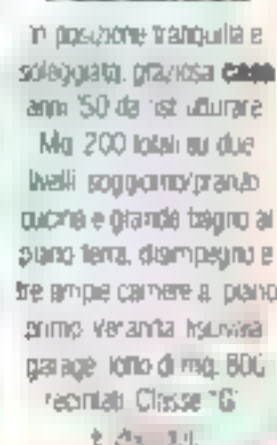 In posizione tranquilla e
soleggiata, graziosa casa
anni '50 da ristrutturare
Mq. 200 totali su due
livelli soggiorno/pranzo
cucina e grande bagno al
piano terra, disimpegno e
tre ampie camere al piano
primo Veranda
garage lotto di mq. 800
recintati Classe "G"